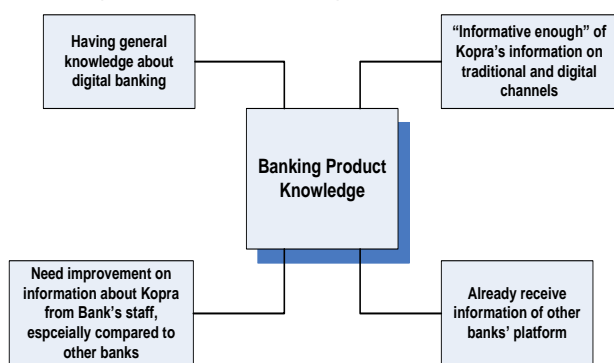 Having general
knowledge about
digital banking
“Informative enough” of
Kopra’s information on
traditional and digital
channels
Banking Product
Knowledge
Need improvement on
information about Kopra
from Bank’s staff,
espceially compared to
other banks
Already receive
information of other
banks’ platform